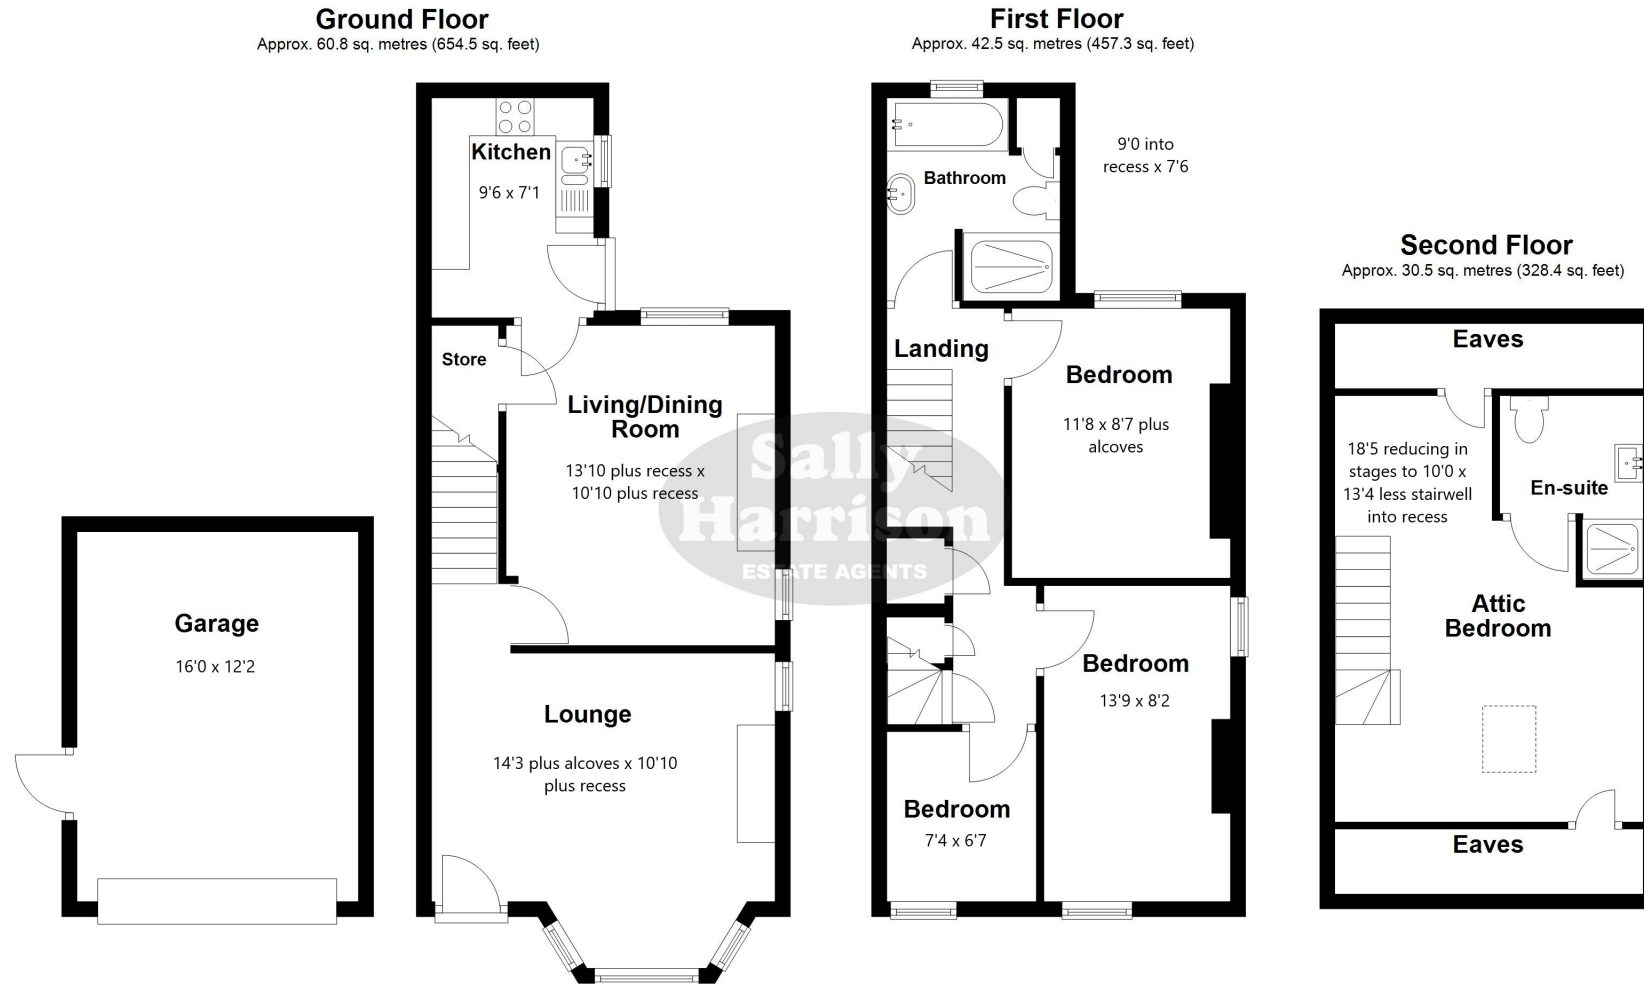 Ground Floor
Approx. 60.8 sq. metres (654.5 sq. feet)
Kitchen
9'6 x 7'1
Store
Living/Dining
Room
13'10 plus recess x
10'10 plus recess
Garage
16'0 x 12'2
Lounge
14'3 plus alcoves x 10'10
plus recess
First Floor
Approx. 42.5 sq. metres (457.3 sq. feet)
9'0 into
recess x 7'6
Bathroom
Landing
Bedroom
11'8 x 8'7 plus
alcoves
Bedroom
13'9 x 8'2
Bedroom
7'4 x 6'7
Second Floor
Approx. 30.5 sq. metres (328.4 sq. feet)
Eaves
18'5 reducing in
stages to 10'0 x
13'4 less stairwell
into recess
En-suite
Attic
Bedroom
Eaves
Sally
Harrison
ESTATE AGENTS